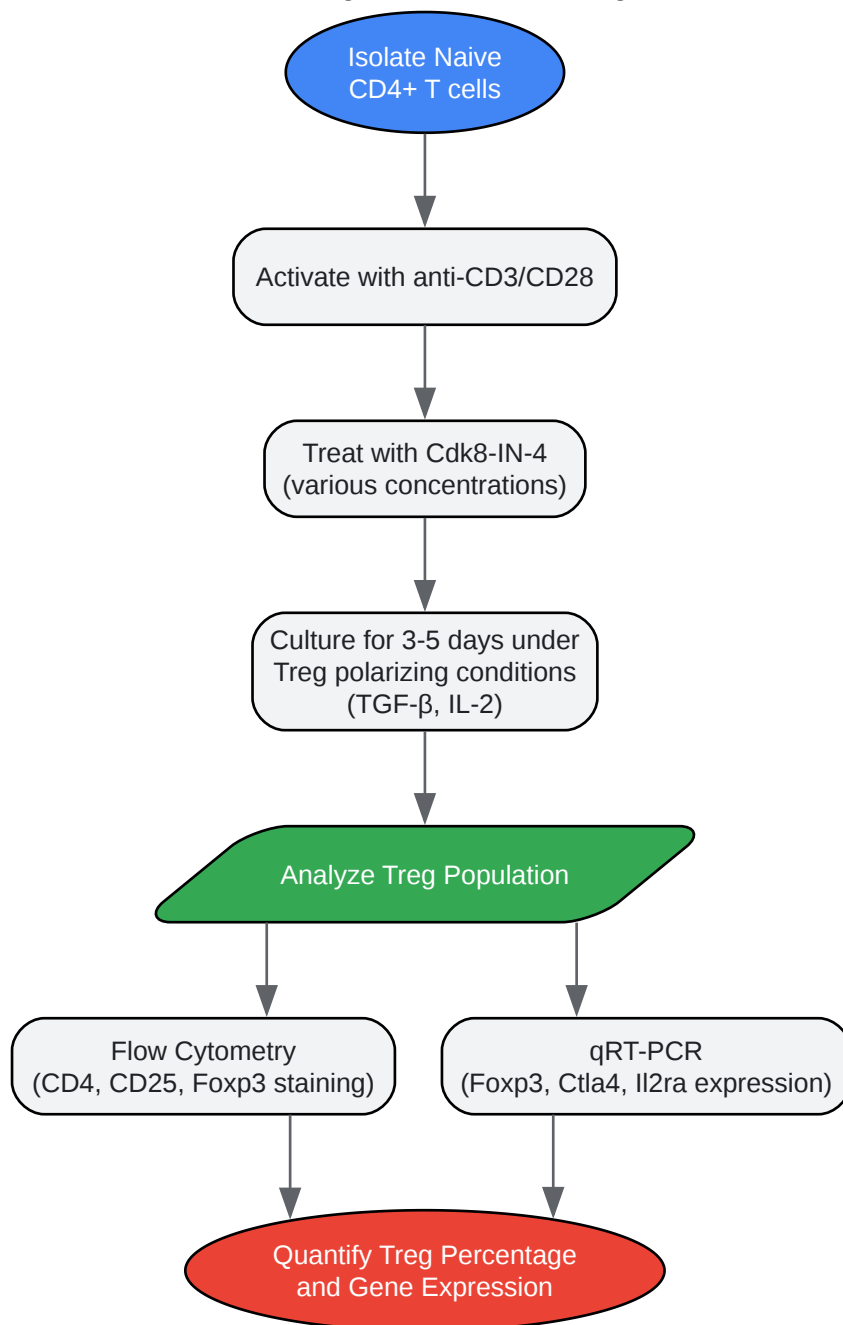 Isolate Naive
CD4+ T cells
Activate with anti-CD3/CD28
Treat with Cdk8-IN-4
(various concentrations)
Culture for 3-5 days under
Treg polarizing conditions
(TGF-β, IL-2)
Analyze Treg Population
Flow Cytometry
(CD4, CD25, Foxp3 staining)
qRT-PCR
(Foxp3, Ctla4, Il2ra expression)
Quantify Treg Percentage
and Gene Expression